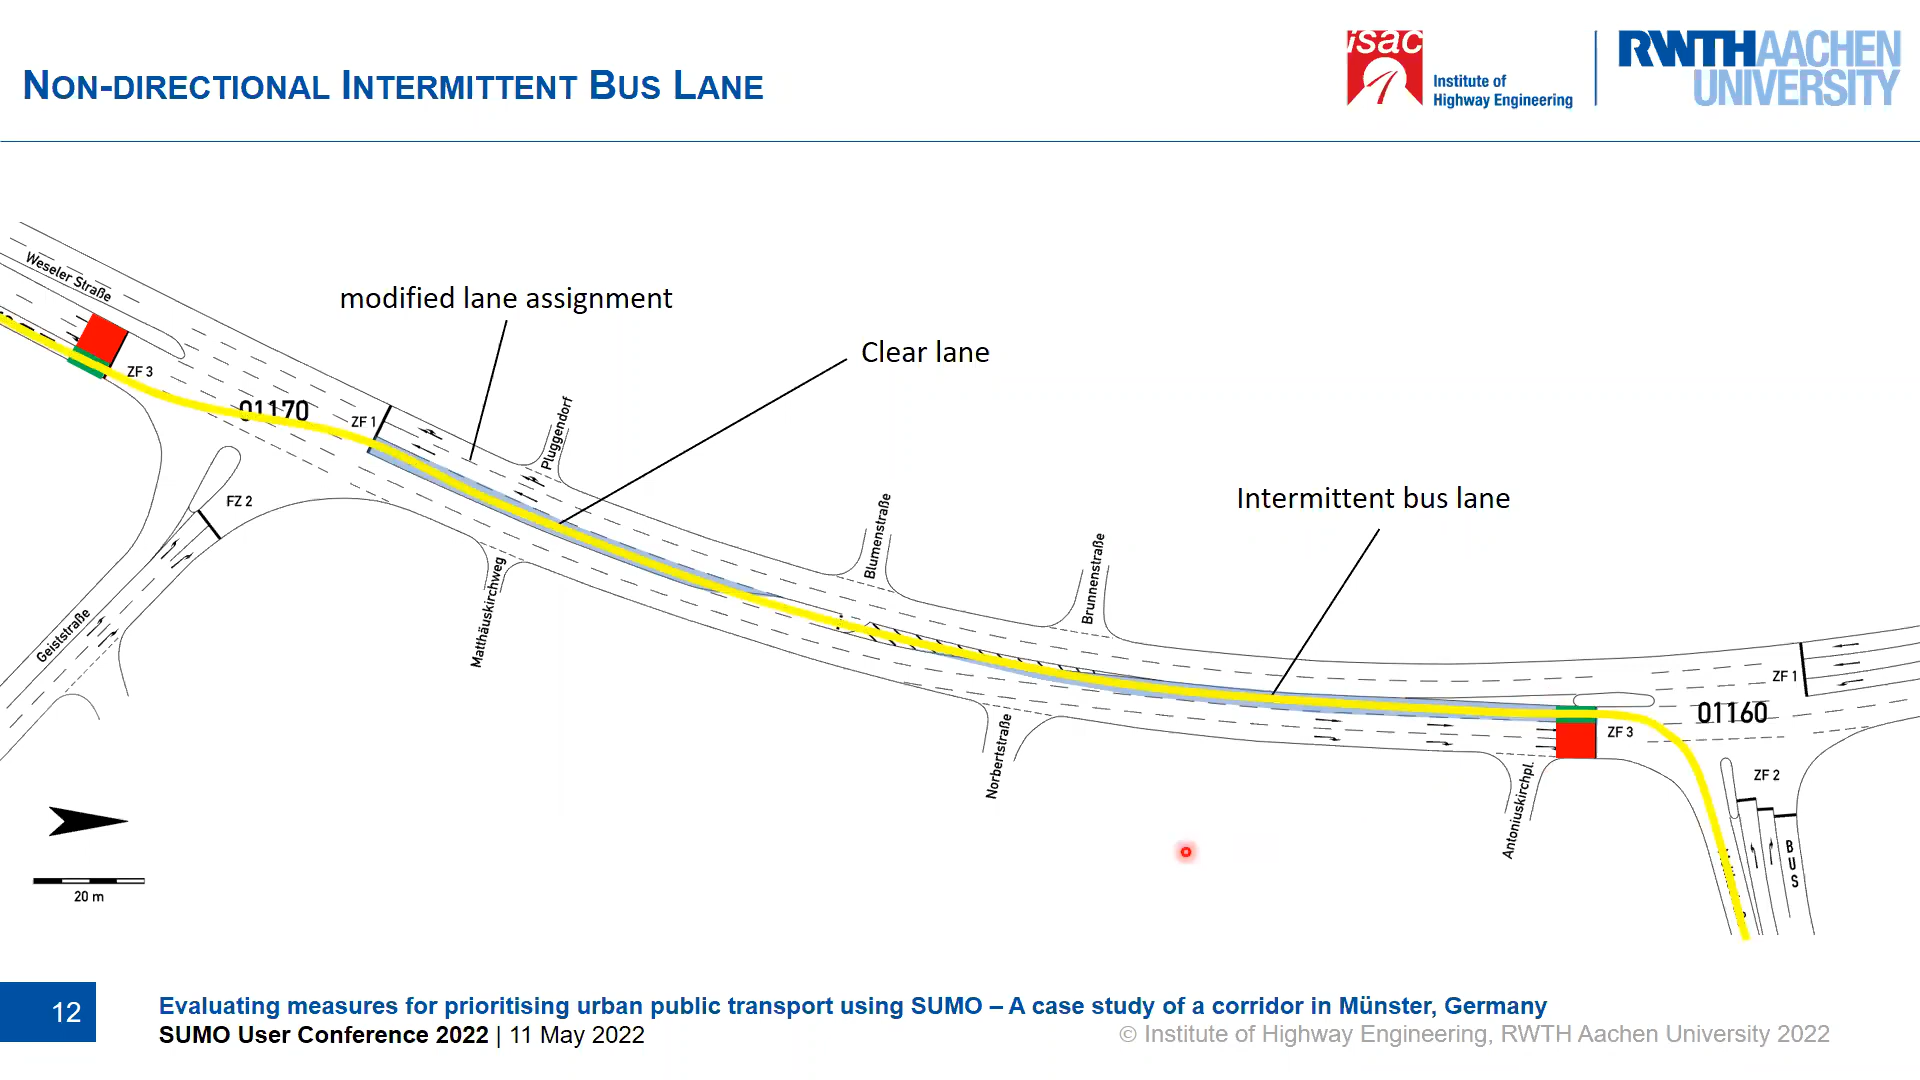 NON-DIRECTIONAL INTERMITTENT BUS LANE
isac
Institute of
Highway Engineering
RWTH AACHEN
UNIVERSITY
Weseler Straße
modified lane assignment
Clear lane
ZF 3
01170
ZF 1
Pluggendorf
FZ 2
Blumenstraße
Intermittent bus lane
Brunnenstraße
Matthäuskirchweg
Geiststraße
ZF 1
01160
ZF 3
Norbertstraße
ZF 2
Antoniuskirchpl.
BUS
20 m
12
Evaluating measures for prioritising urban public transport using SUMO – A case study of a corridor in Münster, Germany
SUMO User Conference 2022 | 11 May 2022
© Institute of Highway Engineering, RWTH Aachen University 2022